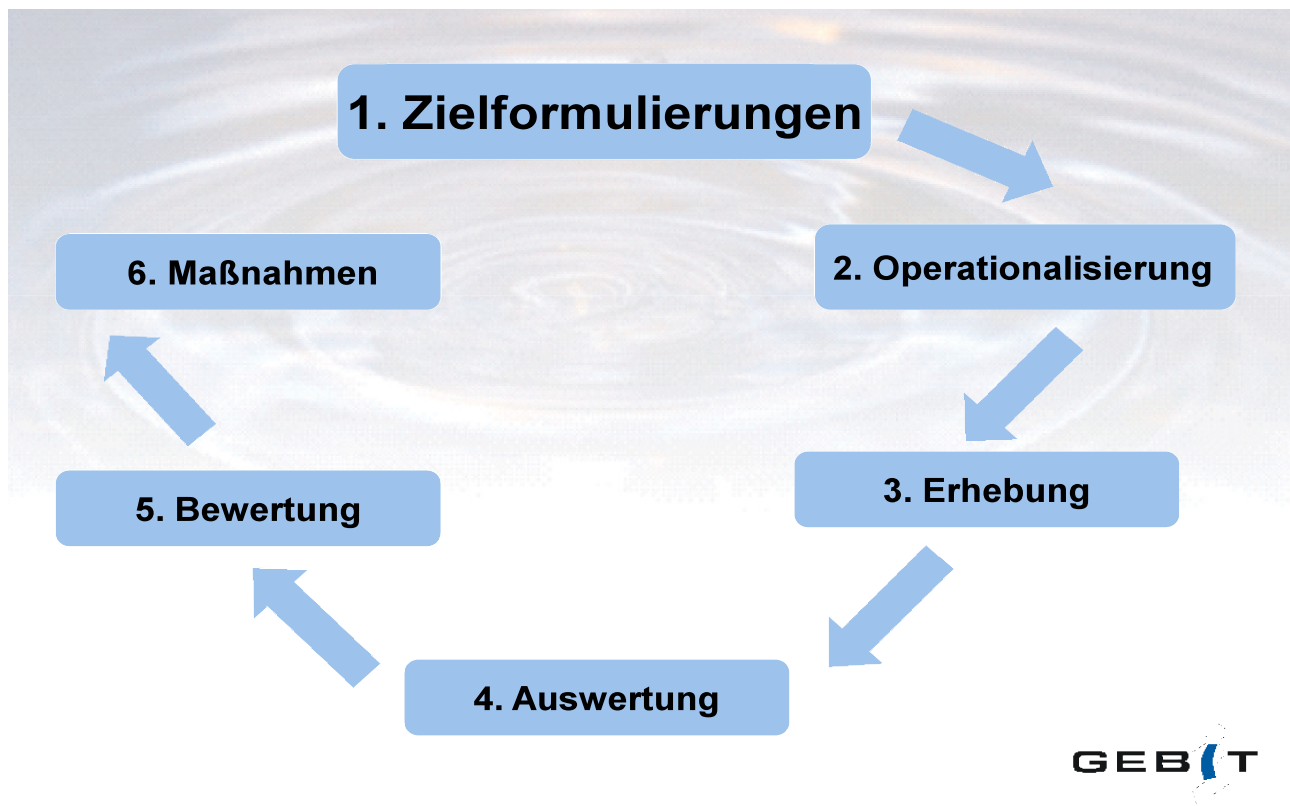 1. Zielformulierungen
2. Operationalisierung
3. Erhebung
4. Auswertung
5. Bewertung
6. Maßnahmen
GEBIT